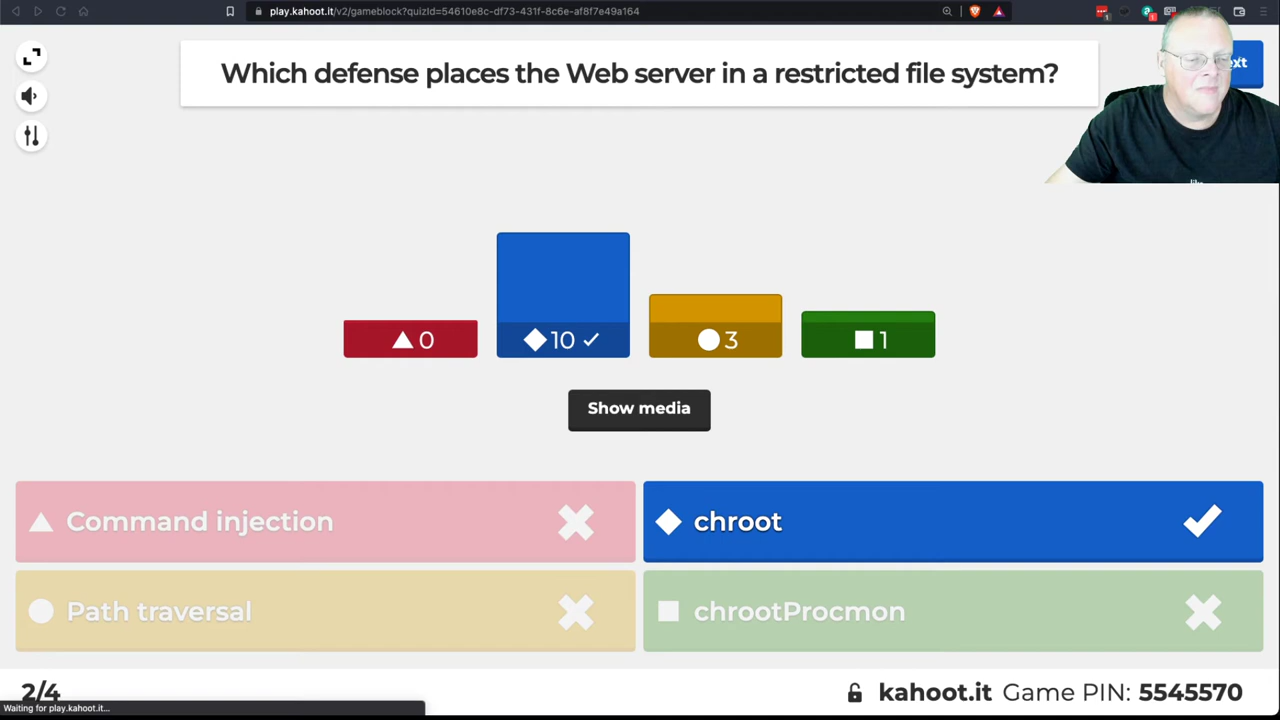 play.kahoot.it/v2/gameblock?quizId=54610e8c-df73-431f-8c6e-af8f7e49a164
Which defense places the Web server in a restricted file system?
0
10
3
1
Show media
Command injection
chroot
Path traversal
chrootProcmon
2/4
kahoot.it Game PIN: 5545570
Waiting for play.kahoot.it...